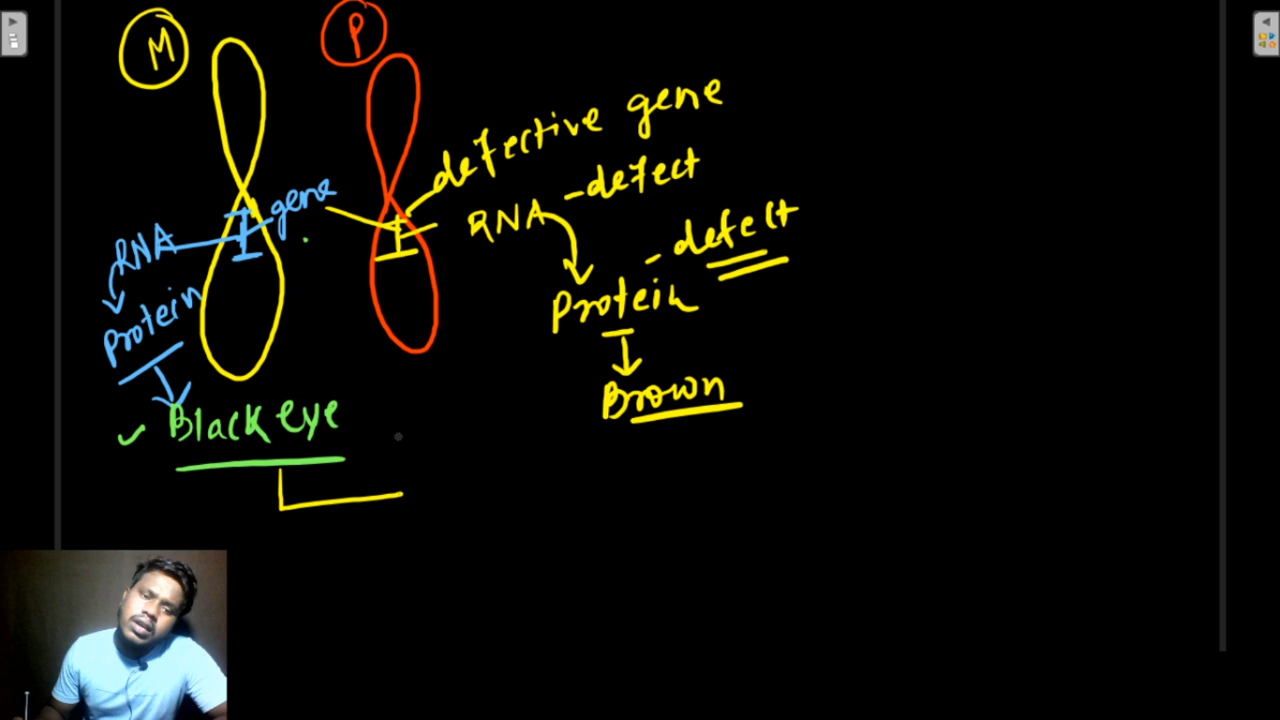 M
P
defective gene
gene
RNA - defect
RNA
Protein - defect
Protein
Brown
Black eye